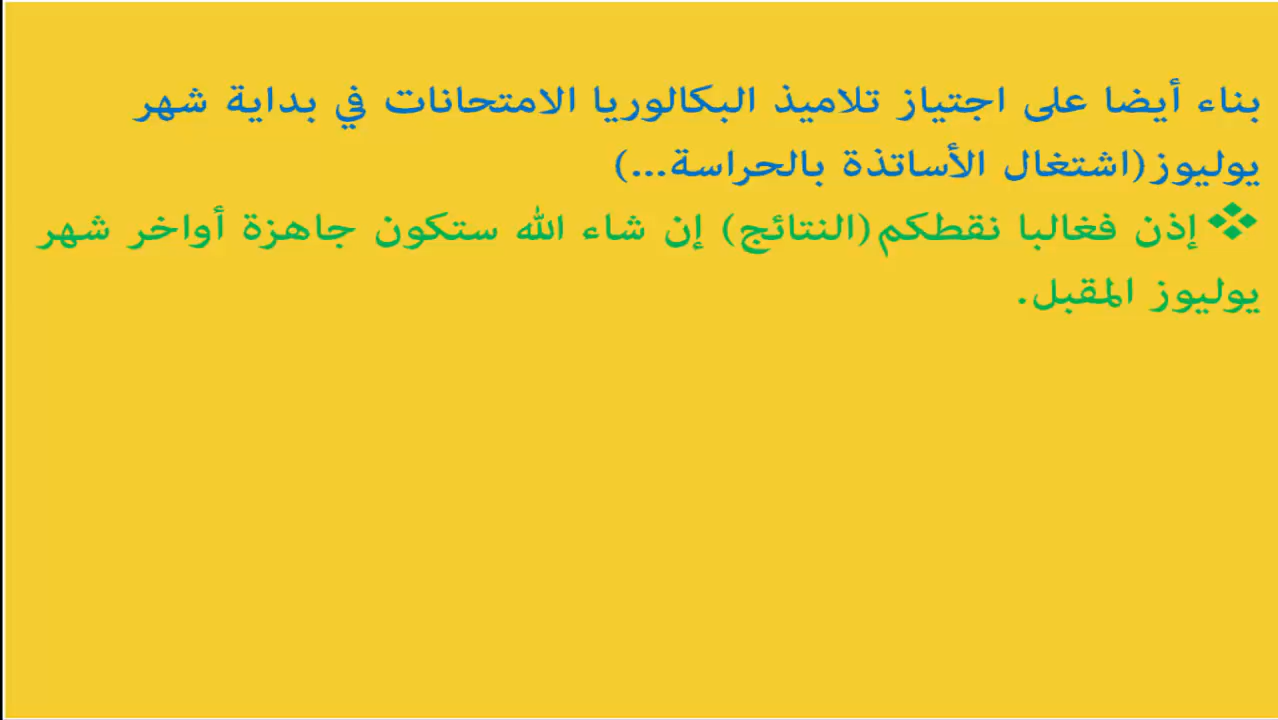 بناء أيضا على اجتياز تلاميذ البكالوريا الامتحانات في بداية شهر
يوليوز(اشتغال الأساتذة بالحراسة...)
❖إذن فغالبا نقطكم(النتائج) إن شاء الله ستكون جاهزة أواخر شهر
يوليوز المقبل.